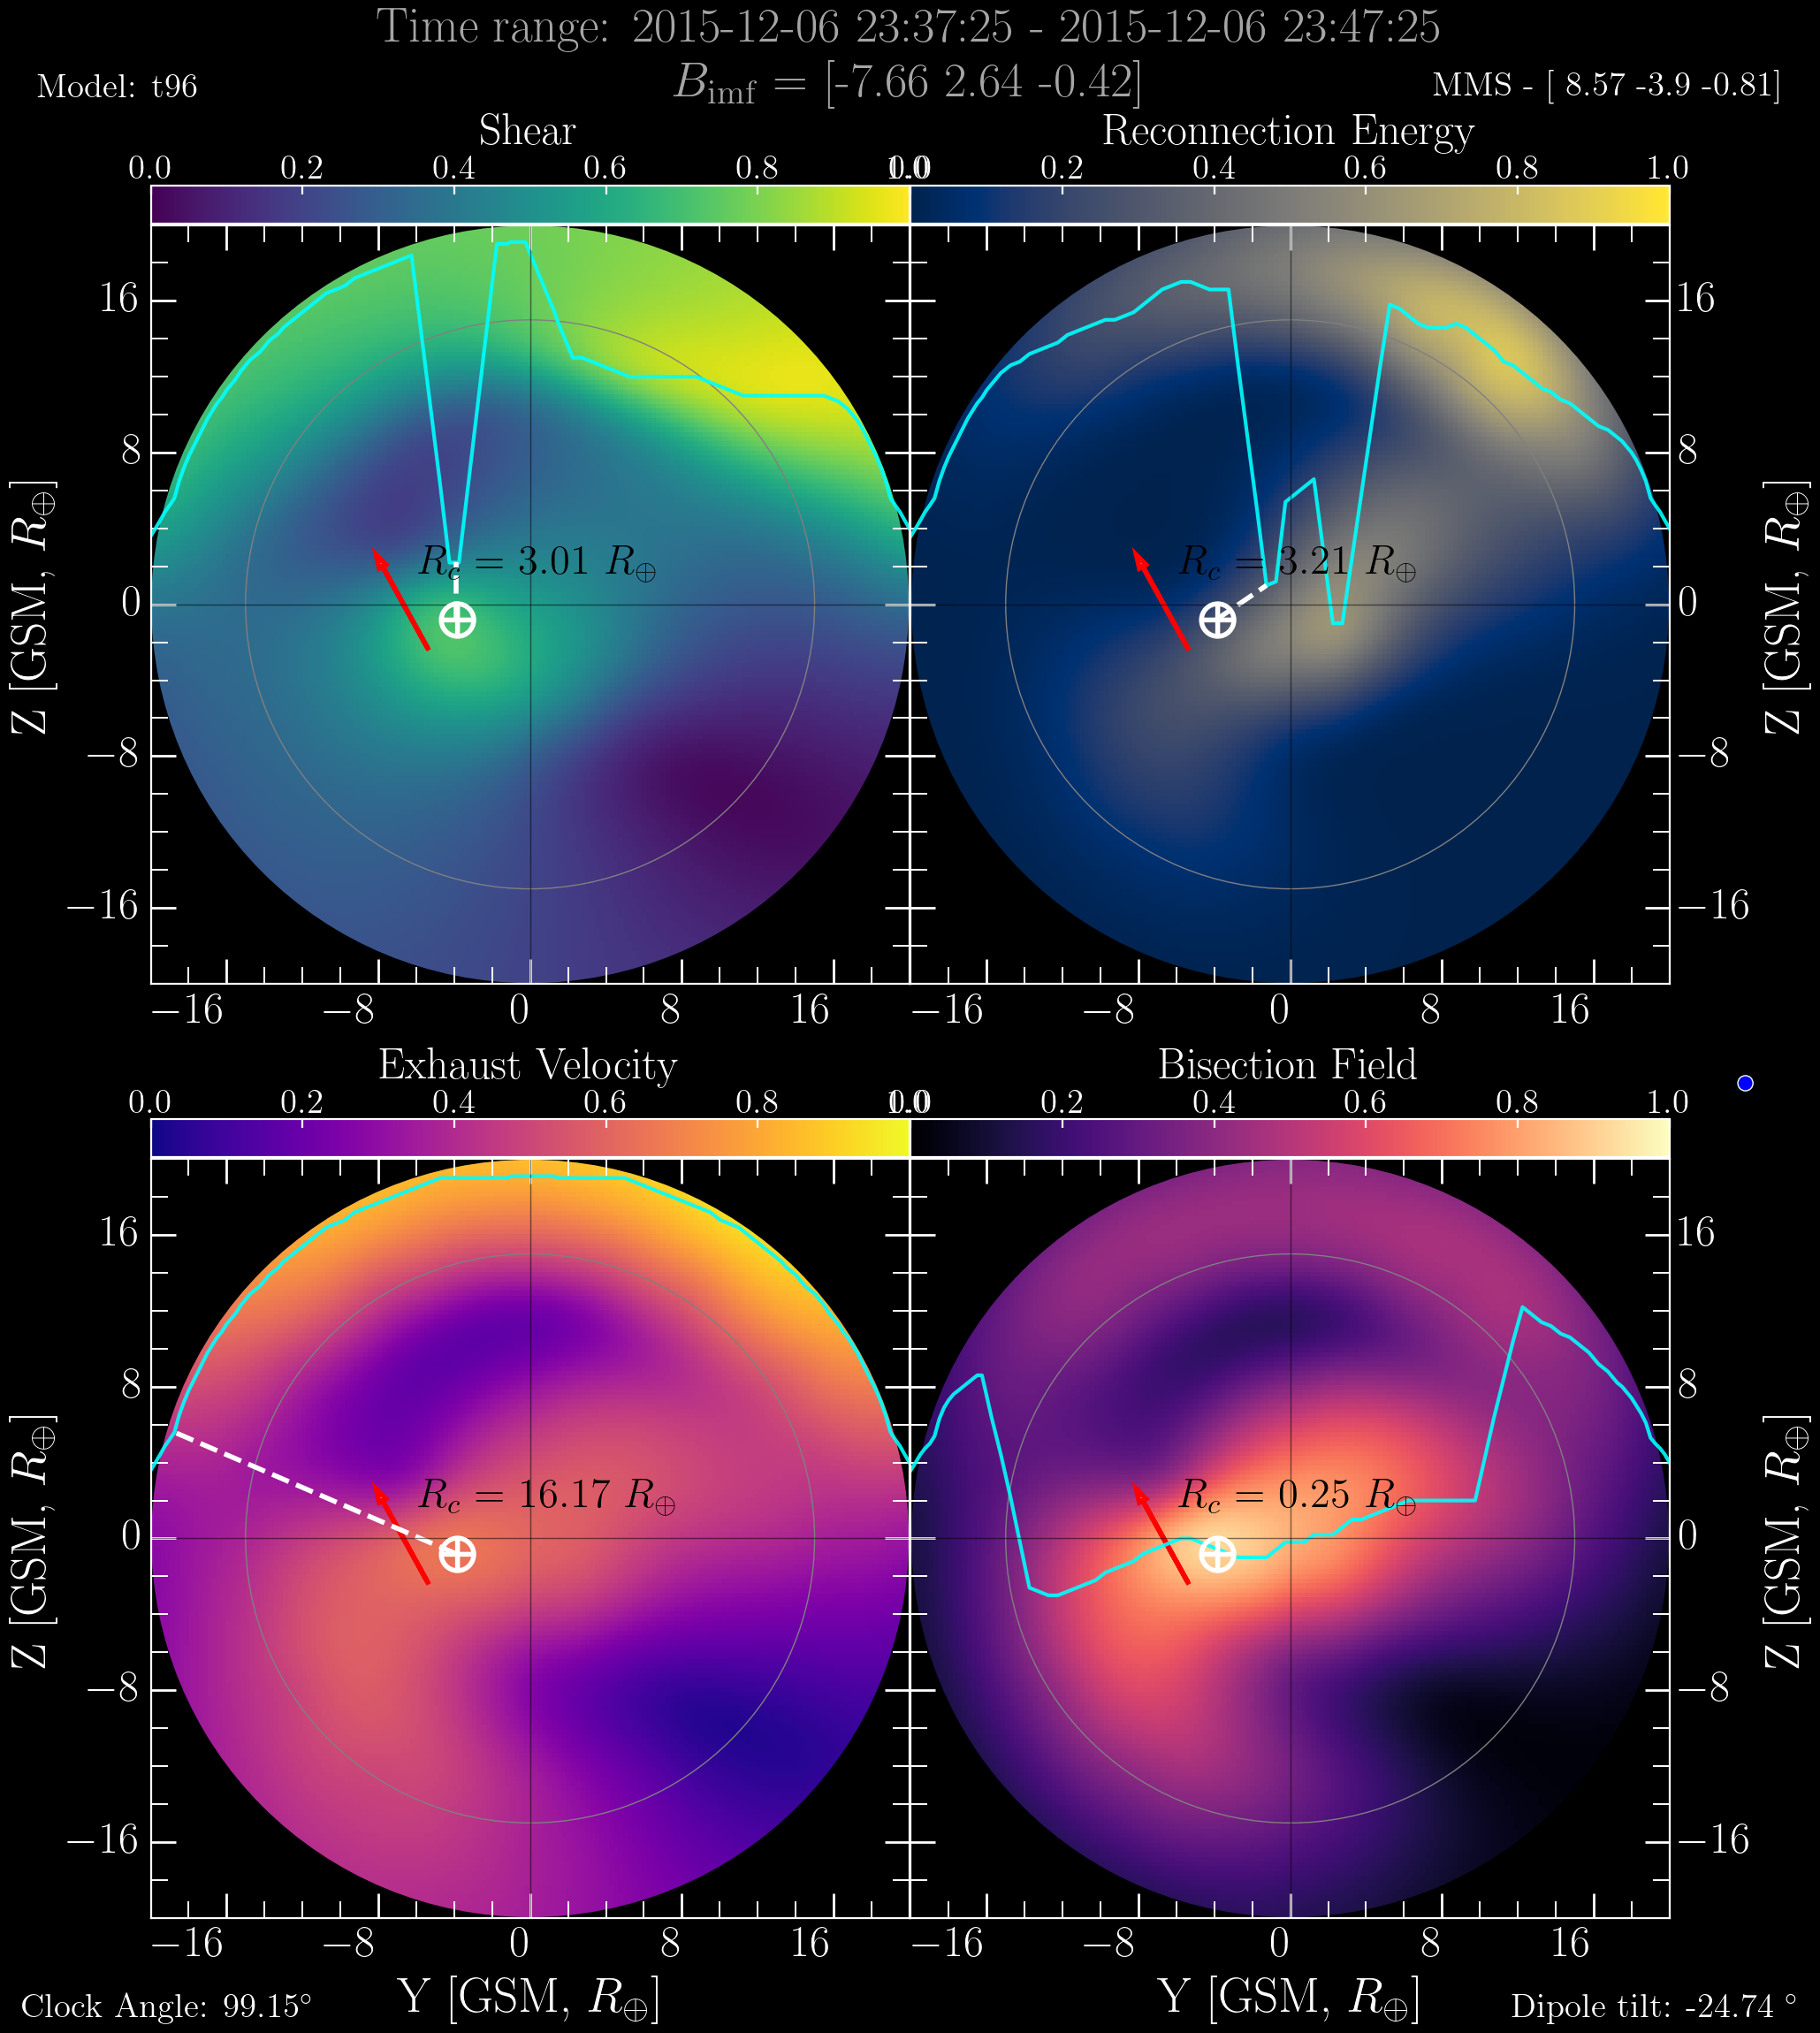 Time range: 2015-12-06 23:37:25 - 2015-12-06 23:47:25
Model: t96
B_imf = [-7.66 2.64 -0.42]
MMS - [ 8.57 -3.9 -0.81]
Shear
Reconnection Energy
0.0 0.2 0.4 0.6 0.8 1.0
0.0 0.2 0.4 0.6 0.8 1.0
16
8
0
−8
−16
Z [GSM, R⊕]
R_c = 3.01 R⊕
R_c = 3.21 R⊕
16
8
0
−8
−16
Z [GSM, R⊕]
−16 −8 0 8 16
−16 −8 0 8 16
Exhaust Velocity
Bisection Field
0.0 0.2 0.4 0.6 0.8 1.0
0.0 0.2 0.4 0.6 0.8 1.0
16
8
0
−8
−16
Z [GSM, R⊕]
R_c = 16.17 R⊕
R_c = 0.25 R⊕
16
8
0
−8
−16
Z [GSM, R⊕]
−16 −8 0 8 16
−16 −8 0 8 16
Y [GSM, R⊕]
Y [GSM, R⊕]
Clock Angle: 99.15°
Dipole tilt: -24.74 °